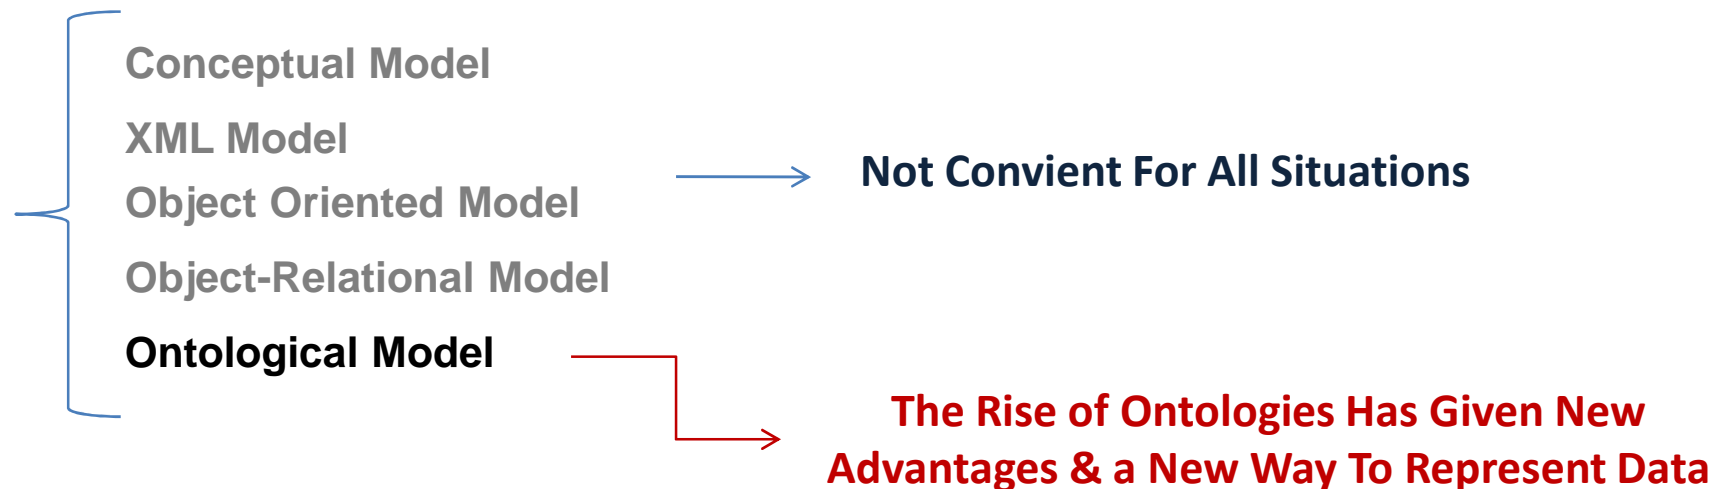 Conceptual Model
XML Model
Object Oriented Model
Object-Relational Model
Ontological Model
Not Convient For All Situations
The Rise of Ontologies Has Given New
Advantages & a New Way To Represent Data